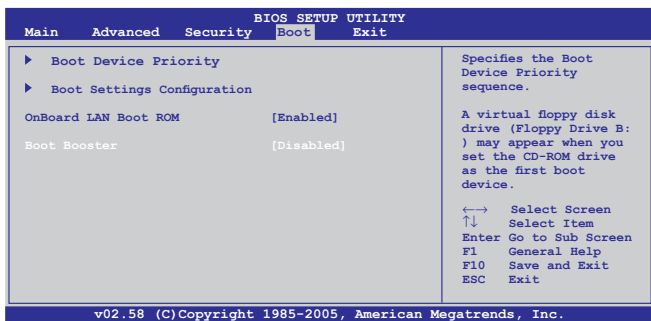 BIOS SETUP UTILITY
Main Advanced Security Boot Exit
Boot Device Priority
Boot Settings Configuration
OnBoard LAN Boot ROM [Enabled]
Boot Booster [Disabled]
Specifies the Boot
Device Priority
sequence.
A virtual floppy disk
drive (Floppy Drive B:
) may appear when you
set the CD-ROM drive
as the first boot
device.
←→ Select Screen
↑↓ Select Item
Enter Go to Sub Screen
F1 General Help
F10 Save and Exit
ESC Exit
v02.58 (C)Copyright 1985-2005, American Megatrends, Inc.